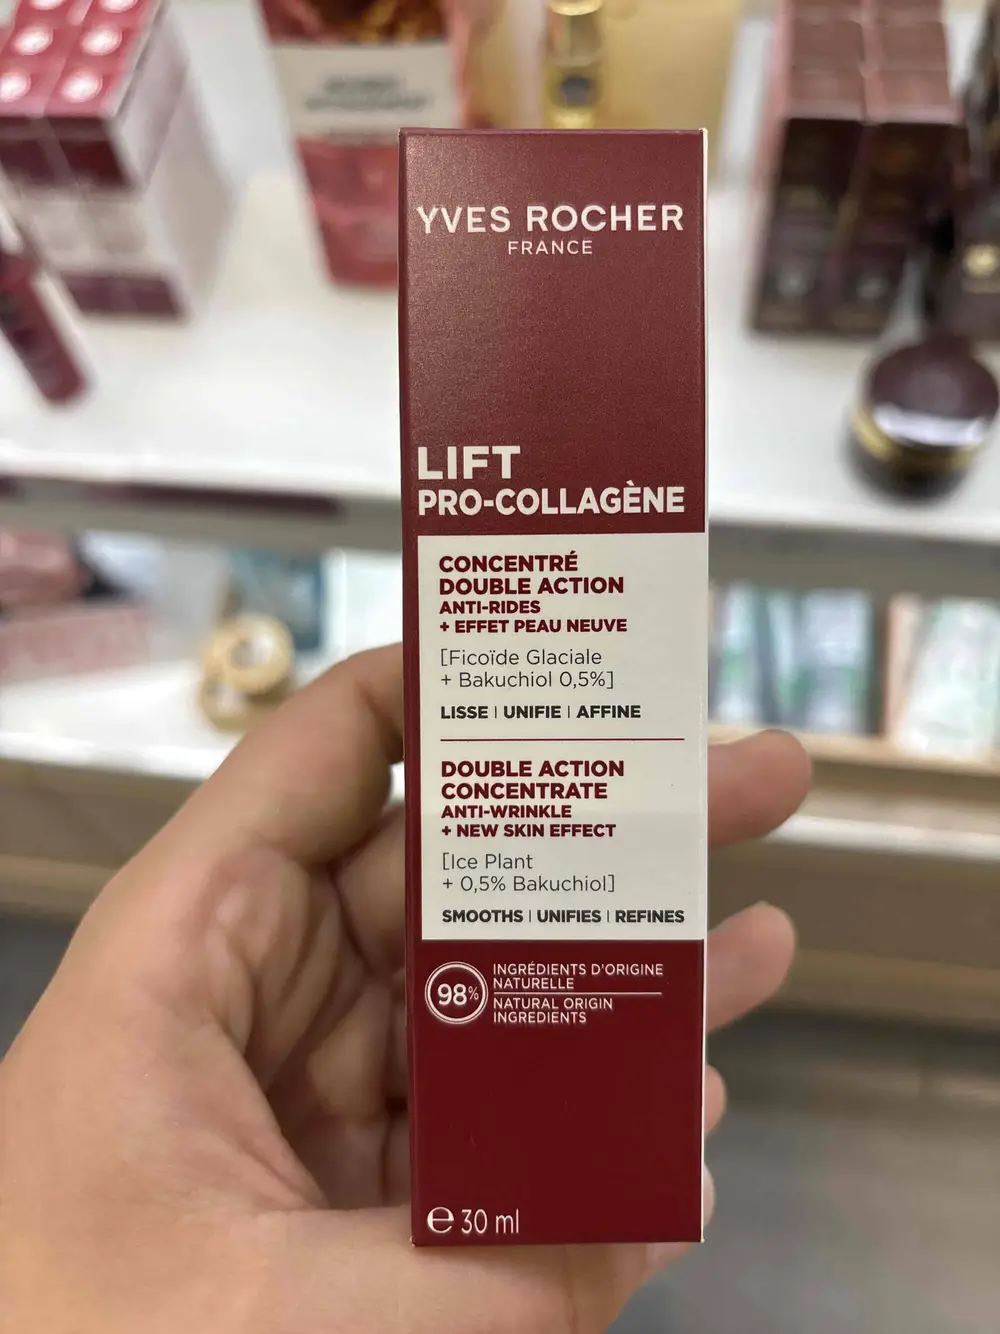 YVES ROCHER
FRANCE
LIFT
PRO-COLLAGÈNE
CONCENTRÉ
DOUBLE ACTION
ANTI-RIDES
+ EFFET PEAU NEUVE
[Ficoïde Glaciale
+ Bakuchiol 0,5%]
LISSE | UNIFIE | AFFINE
DOUBLE ACTION
CONCENTRATE
ANTI-WRINKLE
+ NEW SKIN EFFECT
[Ice Plant
+ 0,5% Bakuchiol]
SMOOTHS | UNIFIES | REFINES
98%
INGRÉDIENTS D'ORIGINE
NATURELLE
NATURAL ORIGIN
INGREDIENTS
℮ 30 ml